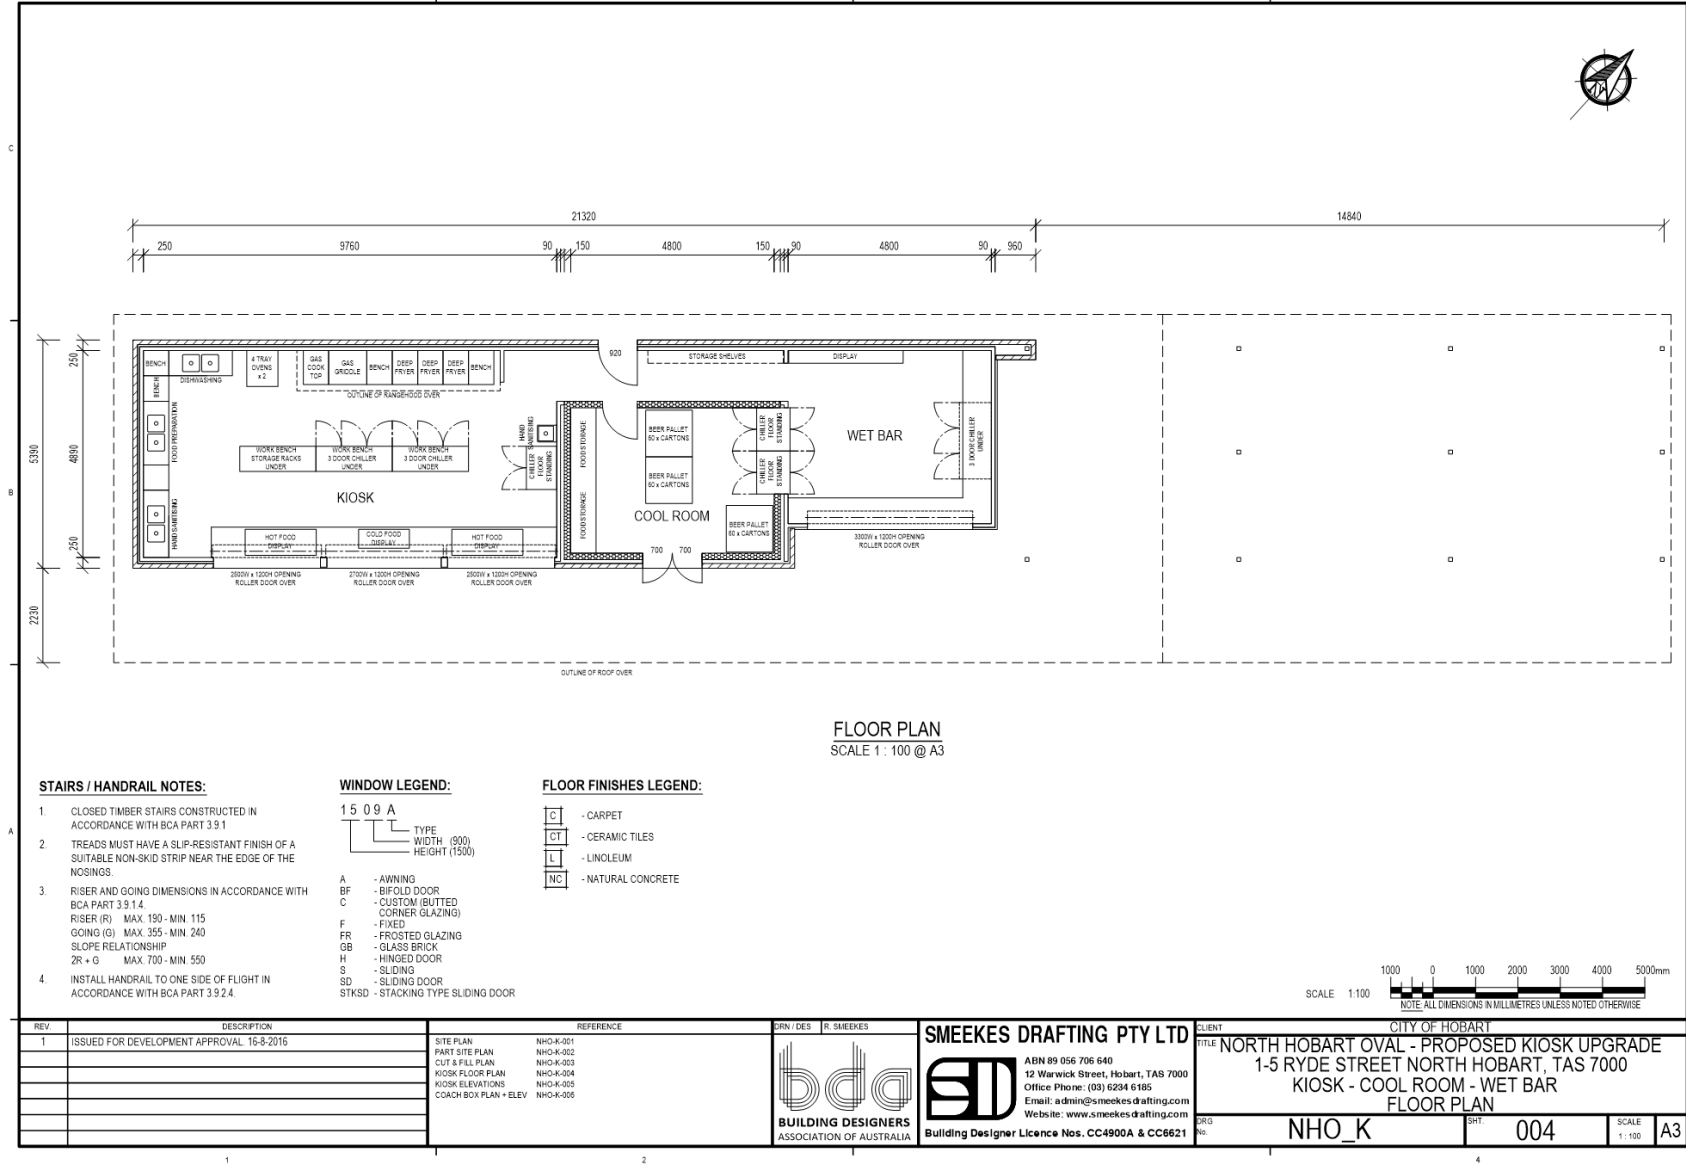 C
B
A
21320
14840
250
9760
90
150
4800
150
90
4800
90
960
5390
250
4890
250
2230
BENCH
DISHWASHING
4 TRAY
OVENS
x 2
GAS
COOK
TOP
GAS
GRIDDLE
BENCH
DEEP
FRYER
DEEP
FRYER
DEEP
FRYER
BENCH
OUTLINE OF RANGEHOOD OVER
920
STORAGE SHELVES
DISPLAY
BENCH
FOOD PREPARATION
HAND SANITISING
WORK BENCH
STORAGE RACKS
UNDER
WORK BENCH
3 DOOR CHILLER
UNDER
WORK BENCH
3 DOOR CHILLER
UNDER
HAND
SANITISING
CHILLER
FLOOR
STANDING
KIOSK
FOOD STORAGE
FOOD STORAGE
BEER PALLET
60 x CARTONS
BEER PALLET
60 x CARTONS
BEER PALLET
60 x CARTONS
COOL ROOM
CHILLER
FLOOR
STANDING
CHILLER
FLOOR
STANDING
WET BAR
3 DOOR CHILLER
UNDER
HOT FOOD
DISPLAY
COLD FOOD
DISPLAY
HOT FOOD
DISPLAY
700 700
2500W x 1200H OPENING
ROLLER DOOR OVER
2700W x 1200H OPENING
ROLLER DOOR OVER
2500W x 1200H OPENING
ROLLER DOOR OVER
3300W x 1200H OPENING
ROLLER DOOR OVER
OUTLINE OF ROOF OVER
FLOOR PLAN
SCALE 1 : 100 @ A3
STAIRS / HANDRAIL NOTES:
1. CLOSED TIMBER STAIRS CONSTRUCTED IN
ACCORDANCE WITH BCA PART 3.9.1
2. TREADS MUST HAVE A SLIP-RESISTANT FINISH OF A
SUITABLE NON-SKID STRIP NEAR THE EDGE OF THE
NOSINGS.
3. RISER AND GOING DIMENSIONS IN ACCORDANCE WITH
BCA PART 3.9.1.4.
RISER (R) MAX. 190 - MIN. 115
GOING (G) MAX. 355 - MIN. 240
SLOPE RELATIONSHIP
2R + G MAX. 700 - MIN. 550
4. INSTALL HANDRAIL TO ONE SIDE OF FLIGHT IN
ACCORDANCE WITH BCA PART 3.9.2.4.
WINDOW LEGEND:
15 09 A
TYPE
WIDTH (900)
HEIGHT (1500)
A - AWNING
BF - BIFOLD DOOR
C - CUSTOM (BUTTED
CORNER GLAZING)
F - FIXED
FR - FROSTED GLAZING
GB - GLASS BRICK
H - HINGED DOOR
S - SLIDING
SD - SLIDING DOOR
STKSD - STACKING TYPE SLIDING DOOR
FLOOR FINISHES LEGEND:
C - CARPET
CT - CERAMIC TILES
L - LINOLEUM
NC - NATURAL CONCRETE
SCALE 1:100
1000 0 1000 2000 3000 4000 5000mm
NOTE: ALL DIMENSIONS IN MILLIMETRES UNLESS NOTED OTHERWISE
REV. DESCRIPTION
1 ISSUED FOR DEVELOPMENT APPROVAL 16-8-2016
REFERENCE
SITE PLAN NHO-K-001
PART SITE PLAN NHO-K-002
CUT & FILL PLAN NHO-K-003
KIOSK FLOOR PLAN NHO-K-004
KIOSK ELEVATIONS NHO-K-005
COACH BOX PLAN + ELEV NHO-K-006
DRN / DES R. SMEEKES
bda
BUILDING DESIGNERS
ASSOCIATION OF AUSTRALIA
SMEEKES DRAFTING PTY LTD
SD
ABN 89 056 706 640
12 Warwick Street, Hobart, TAS 7000
Office Phone: (03) 6234 6185
Email: admin@smeekesdrafting.com
Website: www.smeekesdrafting.com
Building Designer Licence Nos. CC4900A & CC6621
CLIENT CITY OF HOBART
TITLE NORTH HOBART OVAL - PROPOSED KIOSK UPGRADE
1-5 RYDE STREET NORTH HOBART, TAS 7000
KIOSK - COOL ROOM - WET BAR
FLOOR PLAN
DRG No. NHO_K
SHT. 004
SCALE 1 : 100
A3
1
2
4